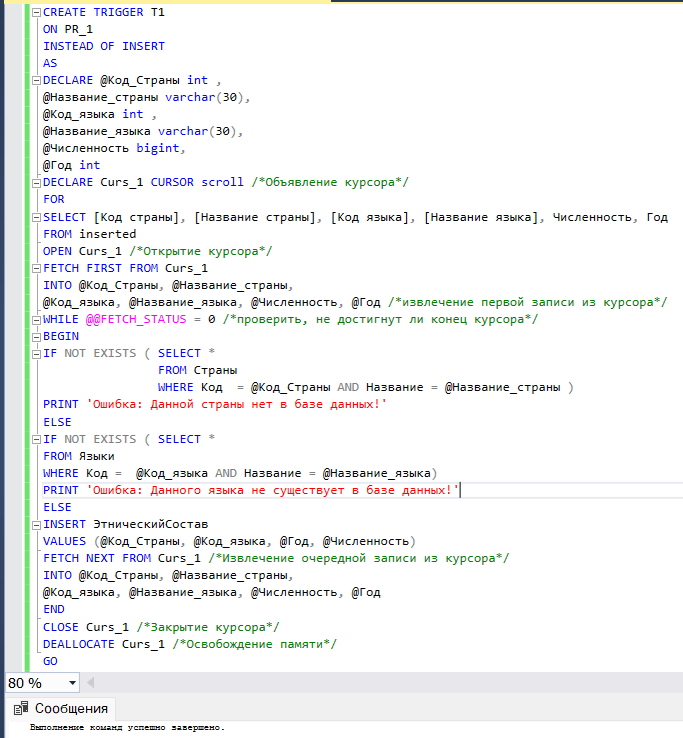 CREATE TRIGGER T1
ON PR_1
INSTEAD OF INSERT
AS
DECLARE @Код_Страны int ,
@Название_страны varchar(30),
@Код_языка int ,
@Название_языка varchar(30),
@Численность bigint,
@Год int
DECLARE Curs_1 CURSOR scroll /*Объявление курсора*/
FOR
SELECT [Код страны], [Название страны], [Код языка], [Название языка], Численность, Год
FROM inserted
OPEN Curs_1 /*Открытие курсора*/
FETCH FIRST FROM Curs_1
INTO @Код_Страны, @Название_страны,
@Код_языка, @Название_языка, @Численность, @Год /*извлечение первой записи из курсора*/
WHILE @@FETCH_STATUS = 0 /*проверить, не достигнут ли конец курсора*/
BEGIN
IF NOT EXISTS ( SELECT *
FROM Страны
WHERE Код  = @Код_Страны AND Название = @Название_страны )
PRINT 'Ошибка: Данной страны нет в базе данных!'
ELSE
IF NOT EXISTS ( SELECT *
FROM Языки
WHERE Код =  @Код_языка AND Название = @Название_языка)
PRINT 'Ошибка: Данного языка не существует в базе данных!'
ELSE
INSERT ЭтническийСостав
VALUES (@Код_Страны, @Код_языка, @Год, @Численность)
FETCH NEXT FROM Curs_1 /*Извлечение очередной записи из курсора*/
INTO @Код_Страны, @Название_страны,
@Код_языка, @Название_языка, @Численность, @Год
END
CLOSE Curs_1 /*Закрытие курсора*/
DEALLOCATE Curs_1 /*Освобождение памяти*/
GO
80 %
Сообщения
Выполнение команд успешно завершено.